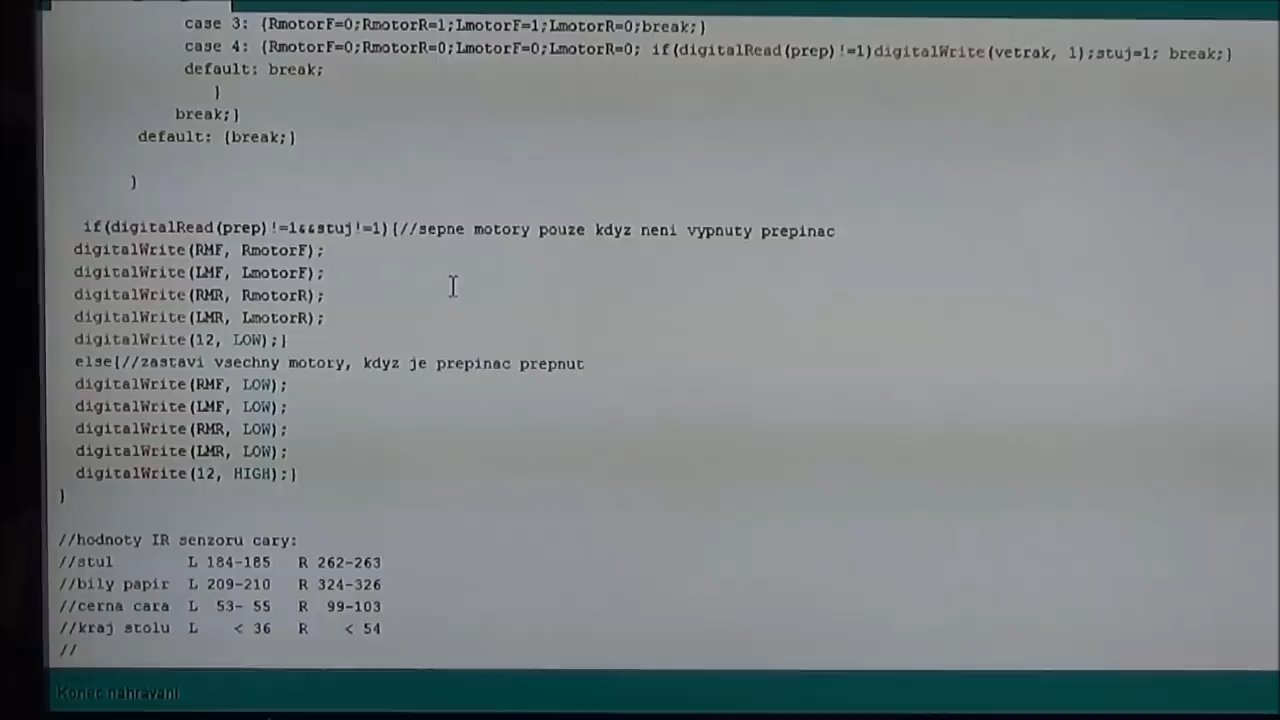 case 3: {RmotorF=0;RmotorR=1;LmotorF=1;LmotorR=0;break;}
case 4: {RmotorF=0;RmotorR=0;LmotorF=0;LmotorR=0; if(digitalRead(prep)!=1)digitalWrite(vetrak, 1);stuj=1; break;}
default: break;
}
break;}
default: {break;}
}
if(digitalRead(prep)!=1&&stuj!=1){//sepne motory pouze kdyz neni vypnuty prepinac
digitalWrite(RMF, RmotorF);
digitalWrite(LMF, LmotorF);
digitalWrite(RMR, RmotorR);
digitalWrite(LMR, LmotorR);
digitalWrite(12, LOW);}
else{//zastavi vsechny motory, kdyz je prepinac prepnut
digitalWrite(RMF, LOW);
digitalWrite(LMF, LOW);
digitalWrite(RMR, LOW);
digitalWrite(LMR, LOW);
digitalWrite(12, HIGH);}
}
//hodnoty IR senzoru cary:
//stul L 184-185 R 262-263
//bily papir L 209-210 R 324-326
//cerna cara L 53- 55 R 99-103
//kraj stolu L < 36 R < 54
//
Konec nahravani